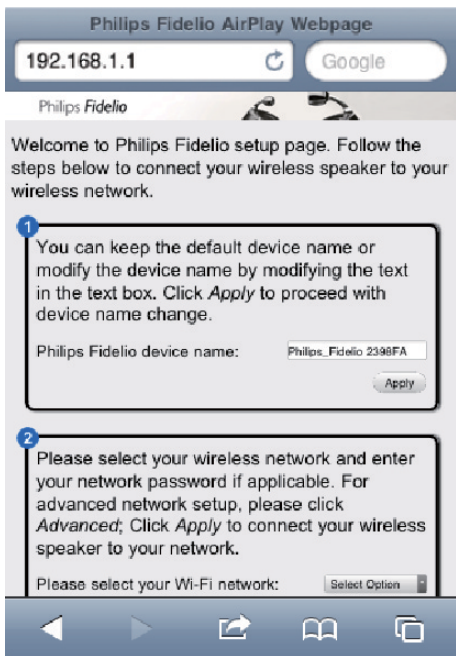 Philips Fidelio AirPlay Webpage
192.168.1.1
Google
Philips Fidelio
Welcome to Philips Fidelio setup page. Follow the
steps below to connect your wireless speaker to your
wireless network.
1
You can keep the default device name or
modify the device name by modifying the text
in the text box. Click Apply to proceed with
device name change.
Philips Fidelio device name: Philips_Fidelio 2398FA
Apply
2
Please select your wireless network and enter
your network password if applicable. For
advanced network setup, please click
Advanced; Click Apply to connect your wireless
speaker to your network.
Please select your Wi-Fi network: Select Option